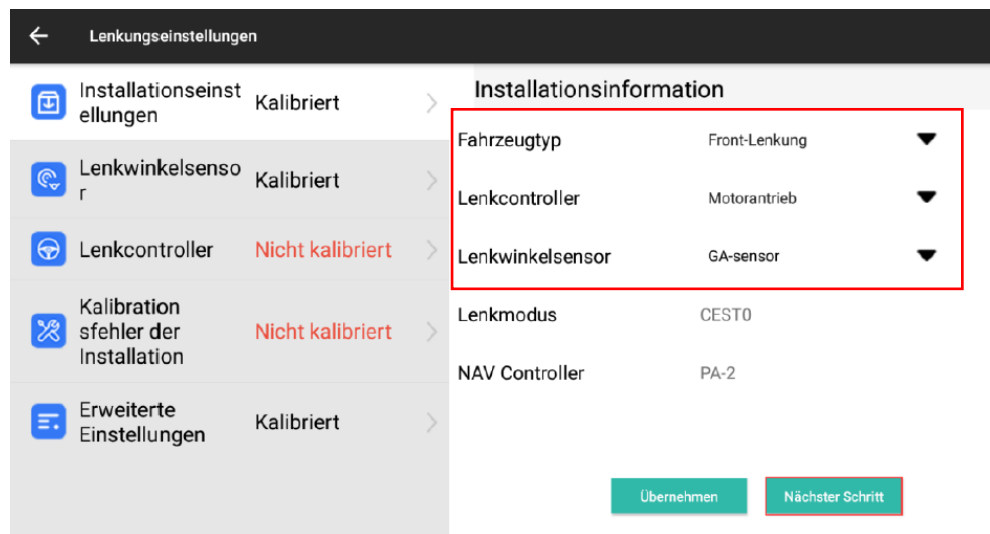 Lenkungseinstellungen
Installationseinst
ellungen
Kalibriert
Lenkwinkelsenso
r
Kalibriert
Lenkcontroller
Nicht kalibriert
Kalibration
sfehler der
Installation
Nicht kalibriert
Erweiterte
Einstellungen
Kalibriert
Installationsinformation
Fahrzeugtyp
Front-Lenkung
Lenkcontroller
Motorantrieb
Lenkwinkelsensor
GA-sensor
Lenkmodus
CEST0
NAV Controller
PA-2
Übernehmen
Nächster Schritt